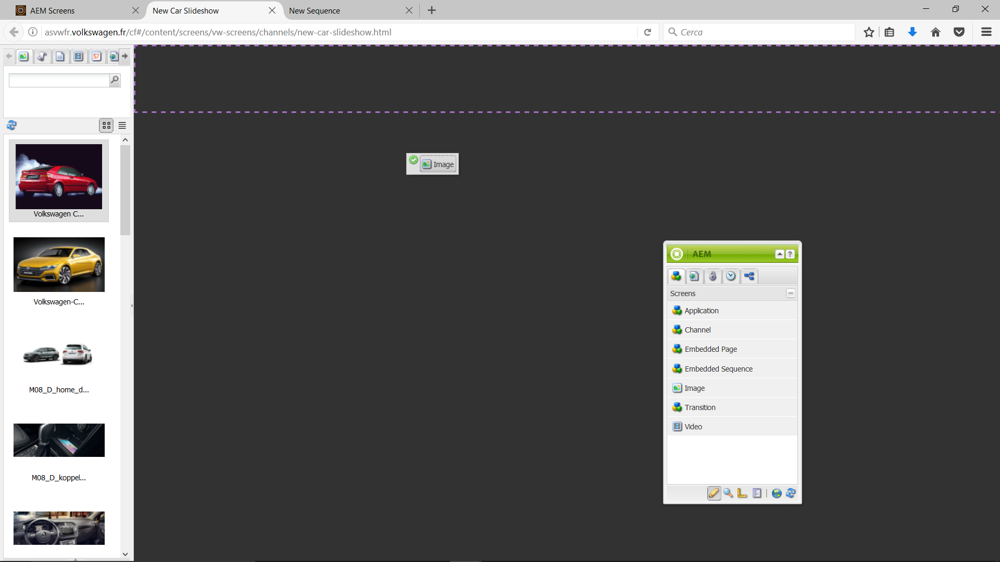 AEM Screens
New Car Slideshow
New Sequence
asvwfr.volkswagen.fr/cf#/content/screens/vw-screens/channels/new-car-slideshow.html
Cerca
S7
Volkswagen C...
Volkswagen-C...
M08_D_home_d...
M08_D_koppel...
Image
AEM
?
Screens
Application
Channel
Embedded Page
Embedded Sequence
Image
Transition
Video